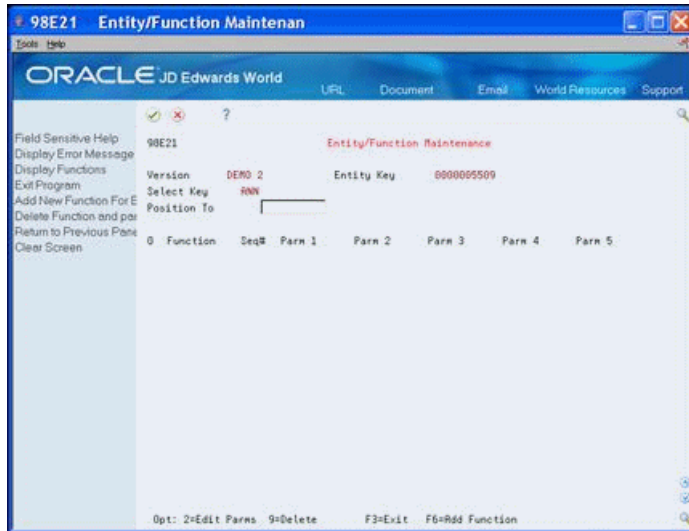 98E21 Entity/Function Maintenan
Tools Help
ORACLE JD Edwards World
URL Document Email World Resources Support
Field Sensitive Help
Display Error Message
Display Functions
Exit Program
Add New Function For E
Delete Function and par
Return to Previous Pane
Clear Screen
?
98E21 Entity/Function Maintenance
Version DEMO 2 Entity Key 0000005509
Select Key RNN
Position To
O Function Seq# Parm 1 Parm 2 Parm 3 Parm 4 Parm 5
Opt: 2=Edit Parms 9=Delete F3=Exit F6=Add Function